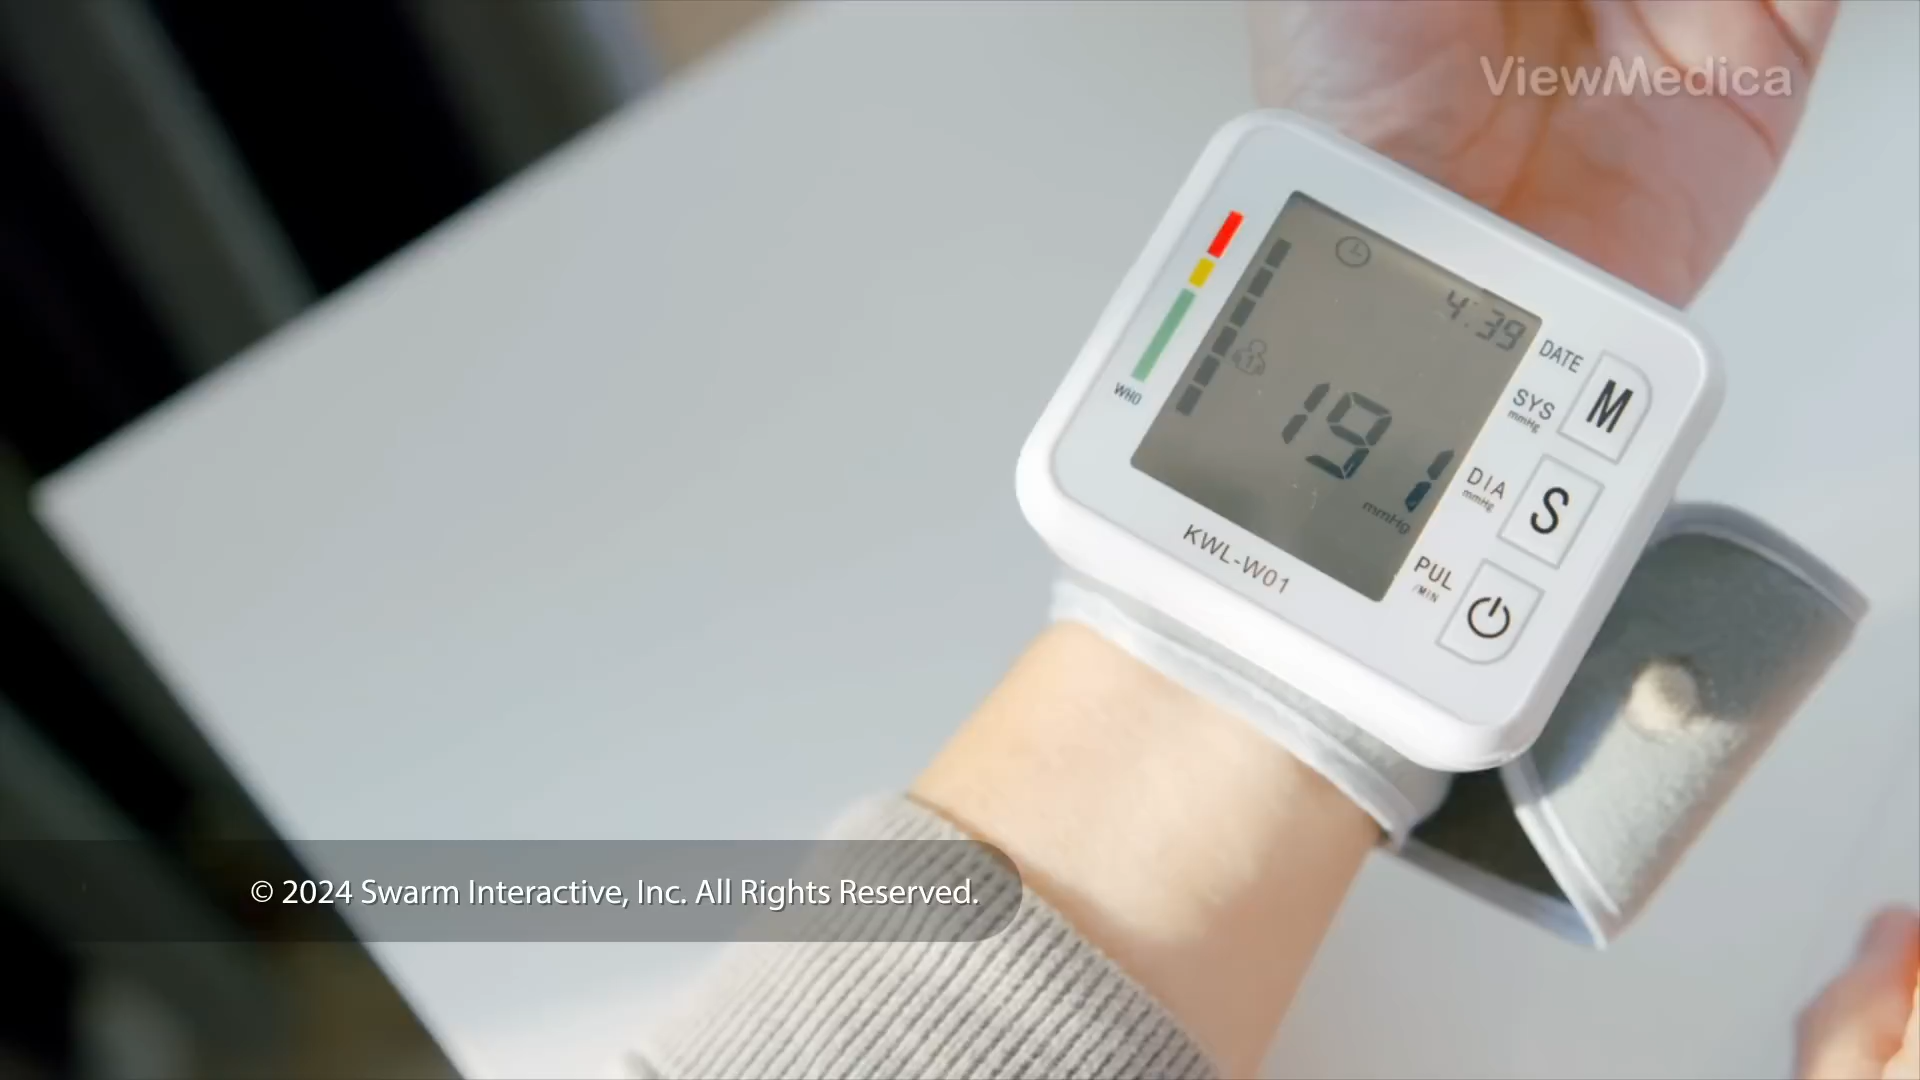 ViewMedica
4:39
DATE
M
SYS
mmHg
191
mmHg
DIA
mmHg
S
WHO
KWL-W01
PUL
/MIN
© 2024 Swarm Interactive, Inc. All Rights Reserved.